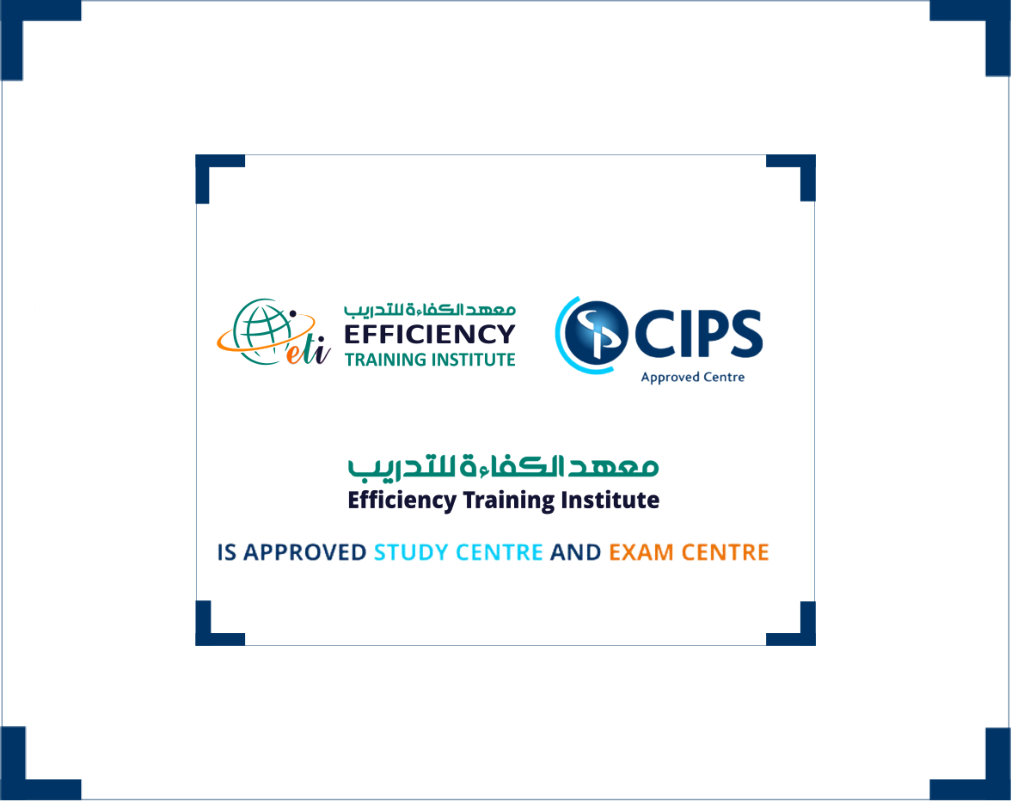 eti
معهد الكفاءة للتدريب
EFFICIENCY
TRAINING INSTITUTE
CIPS
Approved Centre
معهد الكفاءة للتدريب
Efficiency Training Institute
IS APPROVED STUDY CENTRE AND EXAM CENTRE